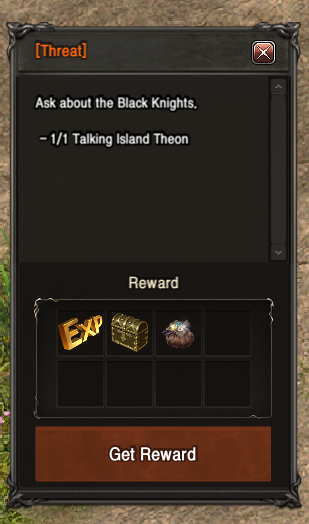 [Threat]
Ask about the Black Knights.
- 1/1 Talking Island Theon
Reward
EXP
Get Reward